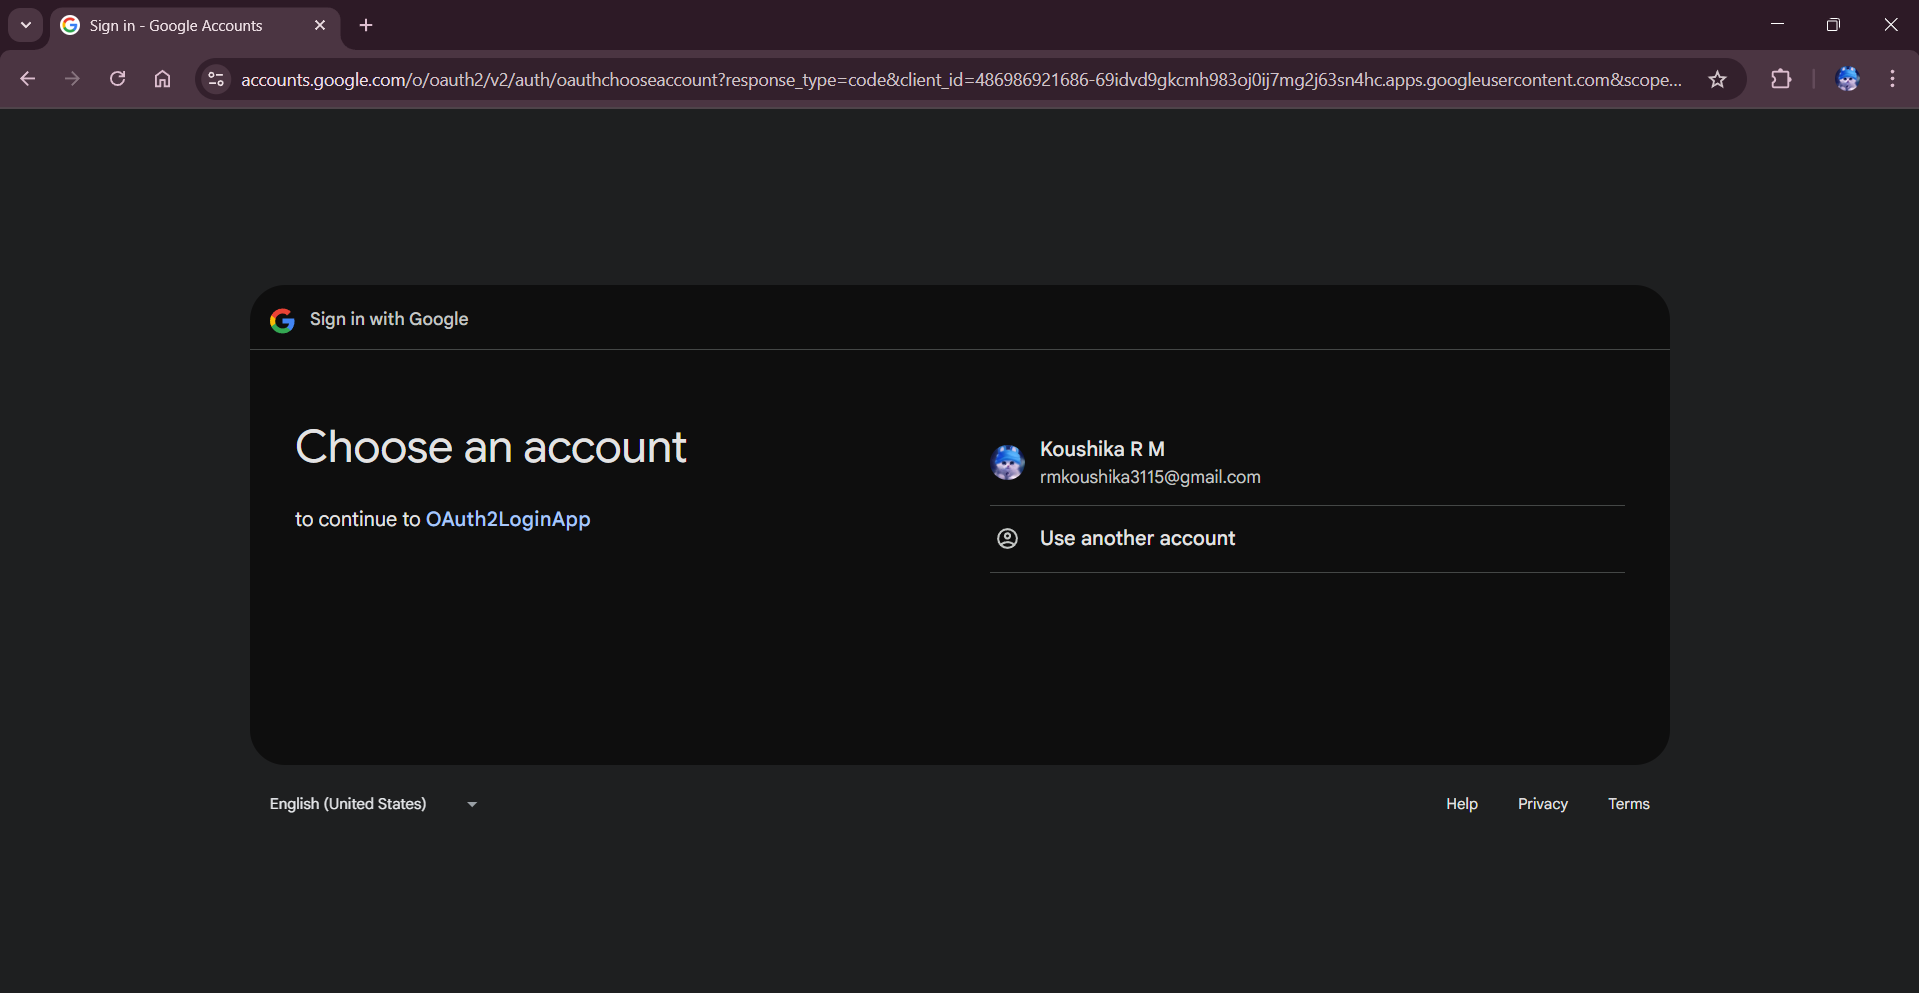 Sign in - Google Accounts
accounts.google.com/o/oauth2/v2/auth/oauthchooseaccount?response_type=code&client_id=486986921686-69idvd9gkcmh983oj0ij7mg2j63sn4hc.apps.googleusercontent.com&scope...
Sign in with Google
Choose an account
to continue to OAuth2LoginApp
Koushika R M
rmkoushika3115@gmail.com
Use another account
English (United States)
Help Privacy Terms